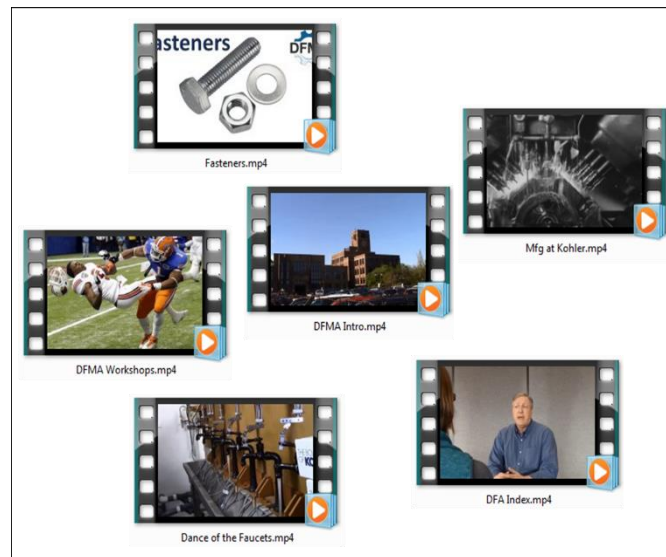 asteners
DFM
Fasteners.mp4
Mfg at Kohler.mp4
DFMA Intro.mp4
DFMA Workshops.mp4
DFA Index.mp4
Dance of the Faucets.mp4